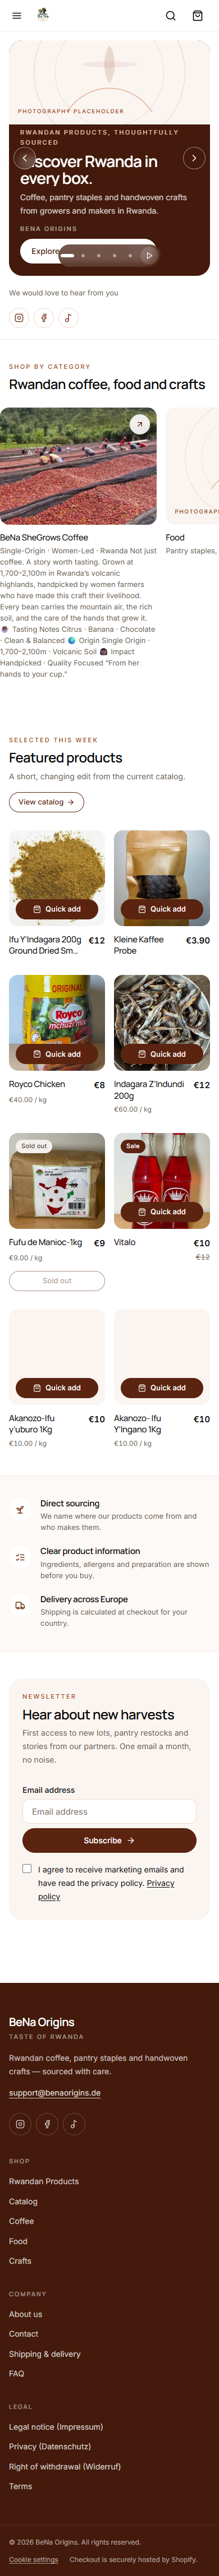 PHOTOGRAPHY PLACEHOLDER
RWANDAN PRODUCTS, THOUGHTFULLY
SOURCED
Discover Rwanda in
every box.
Coffee, pantry staples and handwoven crafts
from growers and makers in Rwanda.
BENA ORIGINS
Explore
We would love to hear from you
SHOP BY CATEGORY
Rwandan coffee, food and crafts
BeNa SheGrows Coffee
Single-Origin · Women-Led · Rwanda Not just
coffee. A story worth tasting. Grown at
1,700–2,100m in Rwanda's volcanic
highlands, handpicked by women farmers
who have made this craft their livelihood.
Every bean carries the mountain air, the rich
soil, and the care of the hands that grew it.
Tasting Notes Citrus · Banana · Chocolate
· Clean & Balanced 🌍 Origin Single Origin ·
1,700–2,100m · Volcanic Soil 👩🏿 Impact
Handpicked · Quality Focused "From her
hands to your cup."
PHOTOGRAPH
Food
Pantry staples,
SELECTED THIS WEEK
Featured products
A short, changing edit from the current catalog.
View catalog →
Quick add
Ifu Y'Indagara 200g
Ground Dried Sm...
€12
Quick add
Kleine Kaffee
Probe
€3.90
ORIGINAL
Royco
mchuzi mix
Quick add
Royco Chicken
€8
€40.00 / kg
Quick add
Indagara Z'Indundi
200g
€12
€60.00 / kg
Sold out
Fufu de Manioc-1kg
€9
€9.00 / kg
Sold out
Sale
Quick add
Vitalo
€10
€12
Quick add
Akanozo-Ifu
y'uburo 1Kg
€10
€10.00 / kg
Quick add
Akanozo- Ifu
Y'Ingano 1Kg
€10
€10.00 / kg
Direct sourcing
We name where our products come from and
who makes them.
Clear product information
Ingredients, allergens and preparation are shown
before you buy.
Delivery across Europe
Shipping is calculated at checkout for your
country.
NEWSLETTER
Hear about new harvests
First access to new lots, pantry restocks and
stories from our partners. One email a month,
no noise.
Email address
Email address
Subscribe →
I agree to receive marketing emails and
have read the privacy policy. Privacy
policy
BeNa Origins
TASTE OF RWANDA
Rwandan coffee, pantry staples and handwoven
crafts — sourced with care.
support@benaorigins.de
SHOP
Rwandan Products
Catalog
Coffee
Food
Crafts
COMPANY
About us
Contact
Shipping & delivery
FAQ
LEGAL
Legal notice (Impressum)
Privacy (Datenschutz)
Right of withdrawal (Widerruf)
Terms
© 2026 BeNa Origins. All rights reserved.
Cookie settings
Checkout is securely hosted by Shopify.